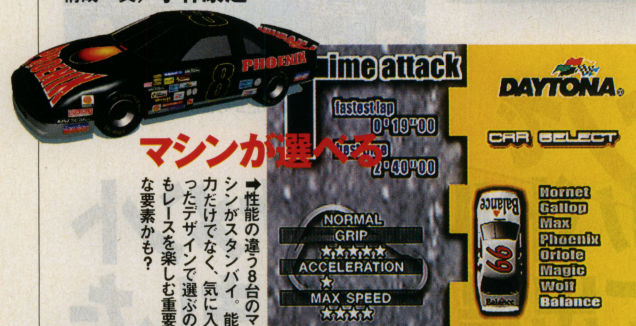 PHOENIX
8
PHOENIX
Time attack
fastest lap
0'19"00
2'40"00
マシンが選べる
➡性能の違う8台のマ
シンがスタンバイ。能
力だけでなく、気に入
ったデザインで選ぶの
もレースを楽しむ重要
な要素かも?
NORMAL
GRIP
☆☆☆☆☆
ACCELERATION
☆
MAX SPEED
☆☆☆☆
DAYTONA
CAR SELECT
Balance
99
Balance
Hornet
Gallop
Max
Phoenix
Oriole
Magic
Wolf
Balance